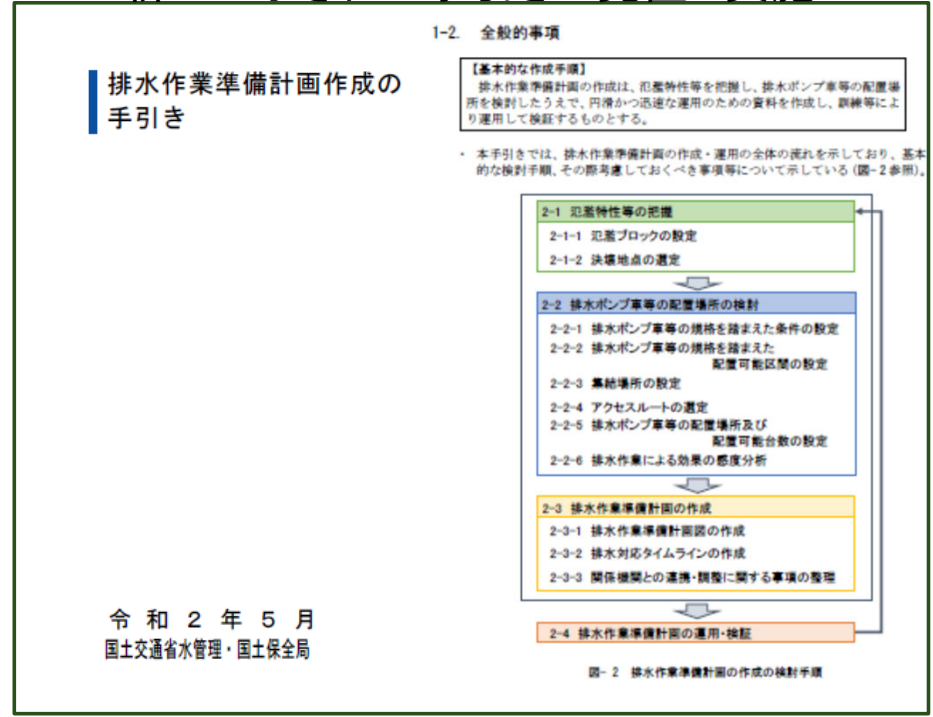 排水作業準備計画作成の
手引き
令和２年５月
国土交通省水管理・国土保全局
1-2. 全般的事項
【基本的な作成手順】
排水作業準備計画の作成は、氾濫特性等を把握し、排水ポンプ車等の配置場
所を検討したうえで、円滑かつ迅速な運用のための資料を作成し、訓練等によ
り運用して検証するものとする。
・ 本手引きでは、排水作業準備計画の作成・運用の全体の流れを示しており、基本
的な検討手順、その際考慮しておくべき事項等について示している（図-2参照）。
2-1 氾濫特性等の把握
2-1-1 氾濫ブロックの設定
2-1-2 決壊地点の選定
2-2 排水ポンプ車等の配置場所の検討
2-2-1 排水ポンプ車等の規格を踏まえた条件の設定
2-2-2 排水ポンプ車等の規格を踏まえた
配置可能区間の設定
2-2-3 集結場所の設定
2-2-4 アクセスルートの選定
2-2-5 排水ポンプ車等の配置場所及び
配置可能台数の設定
2-2-6 排水作業による効果の感度分析
2-3 排水作業準備計画の作成
2-3-1 排水作業準備計画図の作成
2-3-2 排水対応タイムラインの作成
2-3-3 関係機関との連携・調整に関する事項の整理
2-4 排水作業準備計画の運用・検証
図- 2 排水作業準備計画の作成の検討手順